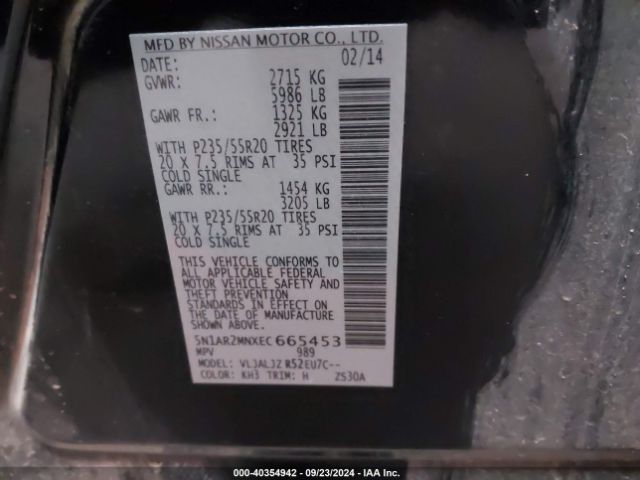 MFD BY NISSAN MOTOR CO., LTD.
DATE: 02/14
GVWR: 2715 KG
5986 LB
GAWR FR.: 1325 KG
2921 LB
WITH P235/55R20 TIRES
20 X 7.5 RIMS AT 35 PSI
COLD SINGLE
GAWR RR.: 1454 KG
3205 LB
WITH P235/55R20 TIRES
20 X 7.5 RIMS AT 35 PSI
COLD SINGLE
THIS VEHICLE CONFORMS TO
ALL APPLICABLE FEDERAL
MOTOR VEHICLE SAFETY AND
THEFT PREVENTION
STANDARDS IN EFFECT ON
THE DATE OF MANUFACTURE
SHOWN ABOVE.
5N1AR2MNXEC665453
MPV 989
MODEL: VLJALJZ R52EU7C--
COLOR: KH3 TRIM: H ZS30A
000-40354942 - 09/23/2024 - IAA Inc.